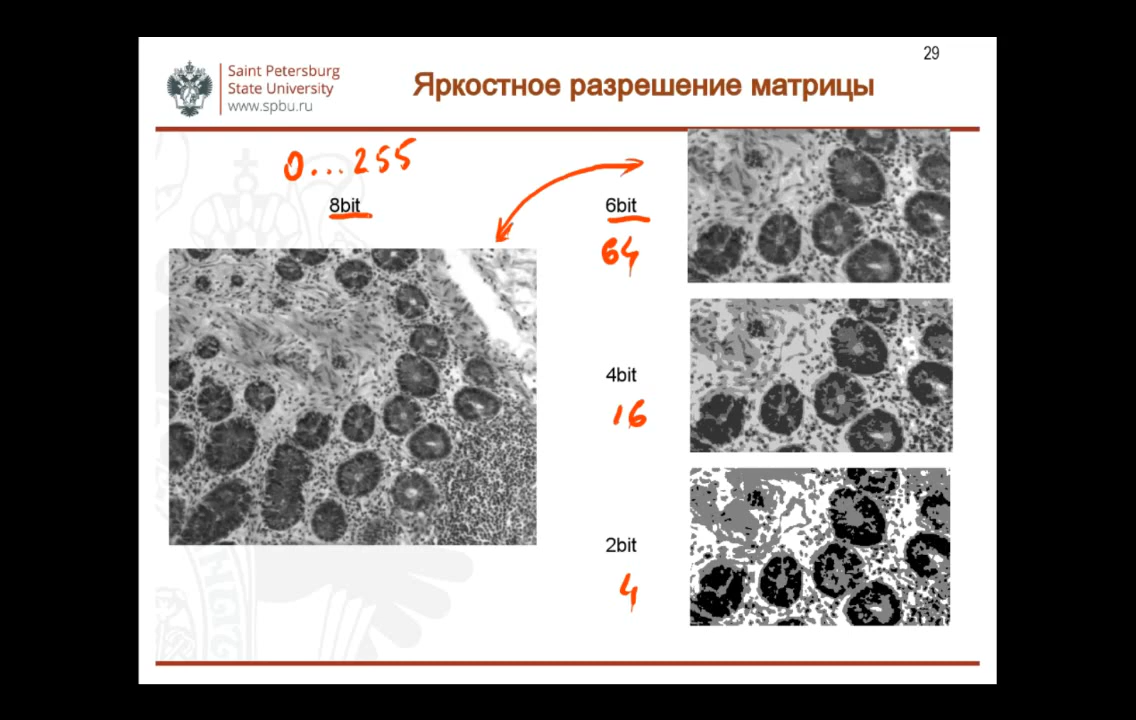 29
Saint Petersburg
State University
www.spbu.ru
Яркостное разрешение матрицы
0...255
8bit
6bit
64
4bit
16
2bit
4